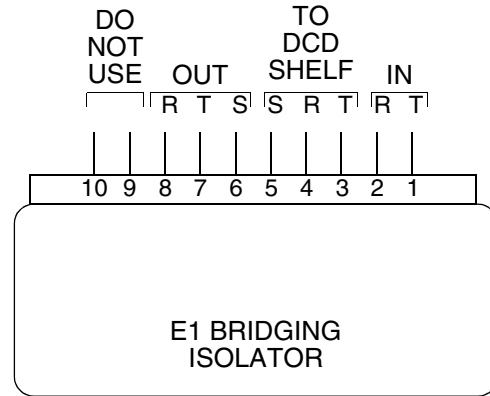 DO
NOT
USE
OUT
TO
DCD
SHELF
IN
R T S S R T R T
10 9 8 7 6 5 4 3 2 1
E1 BRIDGING
ISOLATOR